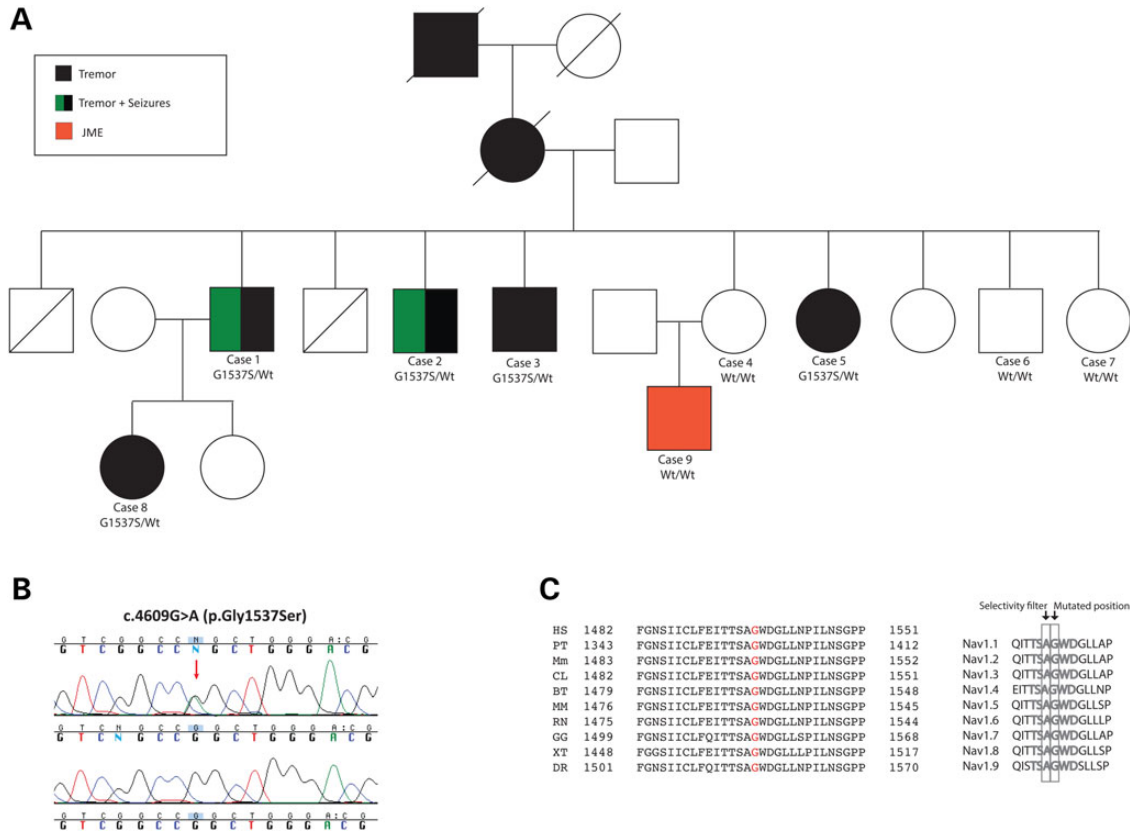 A
Tremor
Tremor + Seizures
JME
Case 1
G1537S/Wt
Case 2
G1537S/Wt
Case 3
G1537S/Wt
Case 4
Wt/Wt
Case 5
G1537S/Wt
Case 6
Wt/Wt
Case 7
Wt/Wt
Case 8
G1537S/Wt
Case 9
Wt/Wt
B
c.4609G>A (p.Gly1537Ser)
G T C G G C C N G C T G G G A:C G
G T C G G C C N G C T G G G A C G
G T C N G C C G G C T G G G A:C G
G T C N G C C G G C T G G G A C G
G T C G G C C G G C T G G G A:C G
G T C G G C C G G C T G G G A C G
C
HS 1482 FGNSIICLFEITTSAGWDGLLNPILNSGPP 1551
PT 1343 FGNSIICLFEITTSAGWDGLLNPILNSGPP 1412
Mm 1483 FGNSIICLFEITTSAGWDGLLNPILNSGPP 1552
CL 1482 FGNSIICLFEITTSAGWDGLLNPILNSGPP 1551
BT 1479 FGNSIICLFQITTSAGWDGLLNPILNSGPP 1548
MM 1476 FGNSIICLFEITTSAGWDGLLNPILNSGPP 1545
RN 1475 FGNSIICLFEITTSAGWDGLLNPILNSGPP 1544
GG 1499 FGNSIICLFEITTSAGWDGLLNPILNSGPP 1568
XT 1448 FGGSIICLFEITTSAGWDGLLLPILNSGPP 1517
DR 1501 FGNSIICLFQITTSAGWDGLLNPILNSGPP 1570
Selectivity filter Mutated position
Nav1.1 QITTSAGWDGLLAP
Nav1.2 QITTSAGWDGLLAP
Nav1.3 QITTSAGWDGLLAP
Nav1.4 EITTSAGWDGLLNP
Nav1.5 QITTSAGWDGLLSP
Nav1.6 QITTSAGWDGLLLP
Nav1.7 QITTSAGWDGLLAP
Nav1.8 QITTSAGWDGLLSP
Nav1.9 QISTSAGWDSLLSP